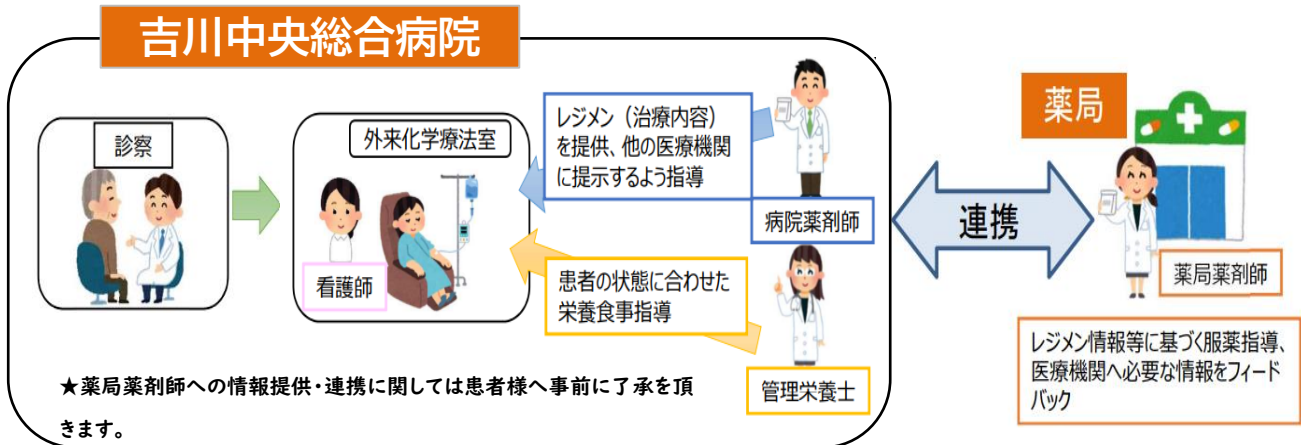 吉川中央総合病院
診察
外来化学療法室
看護師
レジメン（治療内容）
を提供、他の医療機関
に提示するよう指導
病院薬剤師
患者の状態に合わせた
栄養食事指導
管理栄養士
★薬局薬剤師への情報提供・連携に関しては患者様へ事前に了承を頂
きます。
連携
薬局
薬局薬剤師
レジメン情報等に基づく服薬指導、
医療機関へ必要な情報をフィード
バック